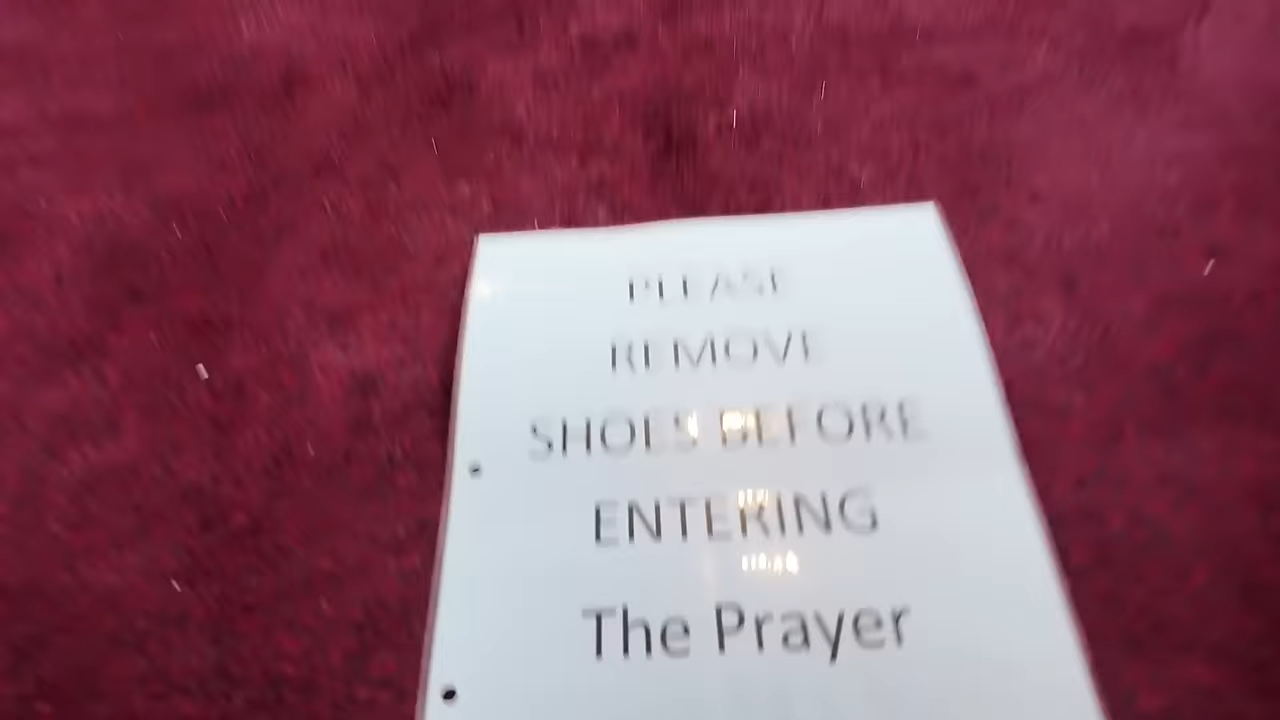 PLEASE
REMOVE
SHOES BEFORE
ENTERING
The Prayer